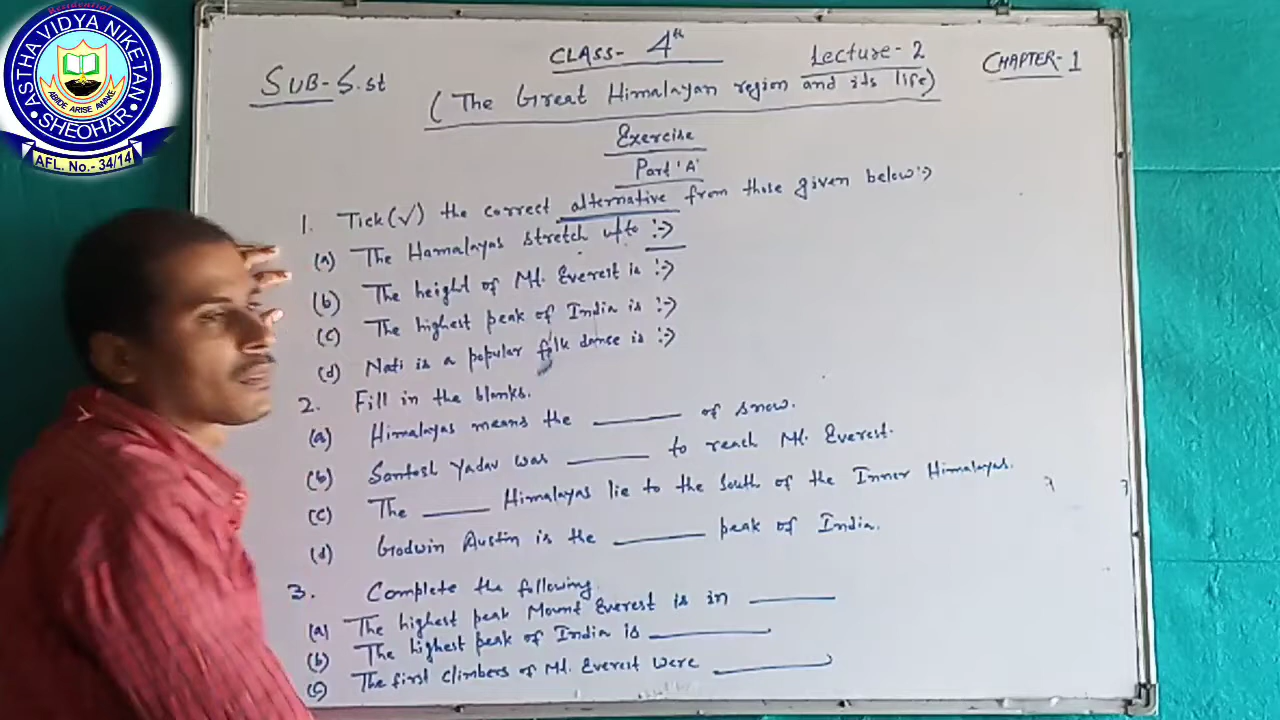 Residential
ASTHA VIDYA NIKETAN
ABIDE ARISE AWAKE
SHEOHAR
AFL. No.- 34/14
CLASS- 4th
Lecture-2
CHAPTER-1
SUB-S.st
(The Great Himalayan region and its life)
Exercise
Part 'A'
1. Tick(√) the correct alternative from those given below:->
(a) The Hamalayas stretch upto :->
(b) The height of Mt. Everest is :->
(c) The highest peak of India is :->
(d) Nati is a popular folk dance is :->
2. Fill in the blanks.
(a) Himalayas means the ______ of snow.
(b) Santosh Yadav was ______ to reach Mt. Everest.
(c) The ______ Himalayas lie to the South of the Inner Himalayas.
(d) Godwin Austin is the ______ peak of India.
3. Complete the following.
(a) The highest peak Mount Everest is in ______
(b) The highest peak of India is ______
(c) The first climbers of Mt. Everest were ______